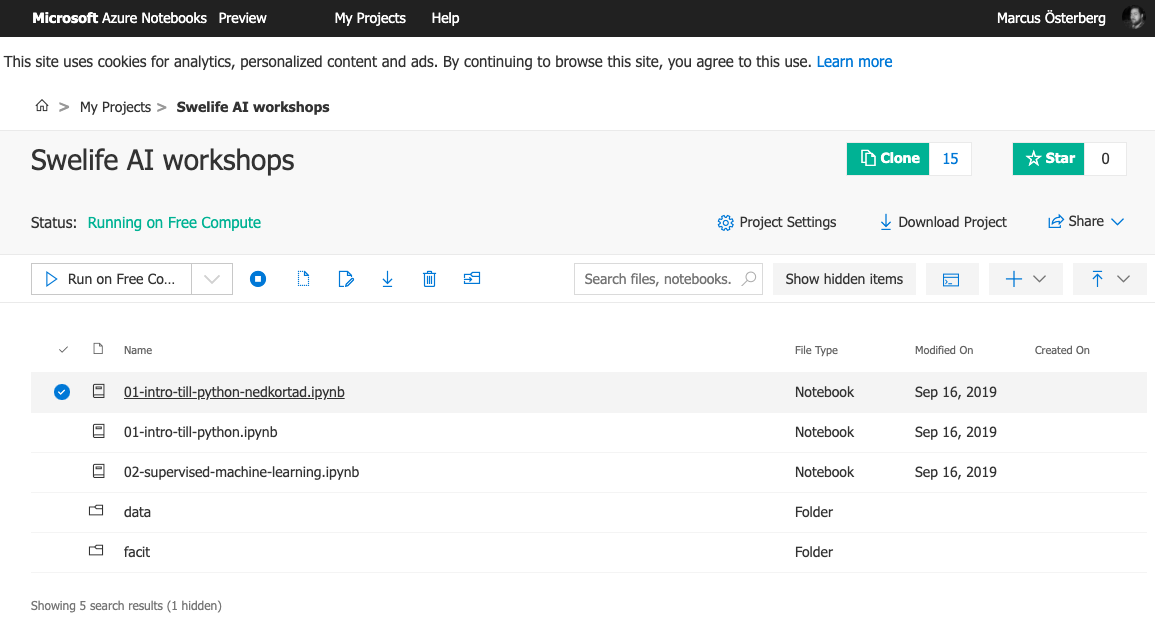 Microsoft Azure Notebooks Preview My Projects Help Marcus Österberg
This site uses cookies for analytics, personalized content and ads. By continuing to browse this site, you agree to this use. Learn more
> My Projects > Swelife AI workshops
Swelife AI workshops Clone 15 Star 0
Status: Running on Free Compute Project Settings Download Project Share
Run on Free Co... Search files, notebooks. Show hidden items
Name File Type Modified On Created On
01-intro-till-python-nedkortad.ipynb Notebook Sep 16, 2019
01-intro-till-python.ipynb Notebook Sep 16, 2019
02-supervised-machine-learning.ipynb Notebook Sep 16, 2019
data Folder
facit Folder
Showing 5 search results (1 hidden)